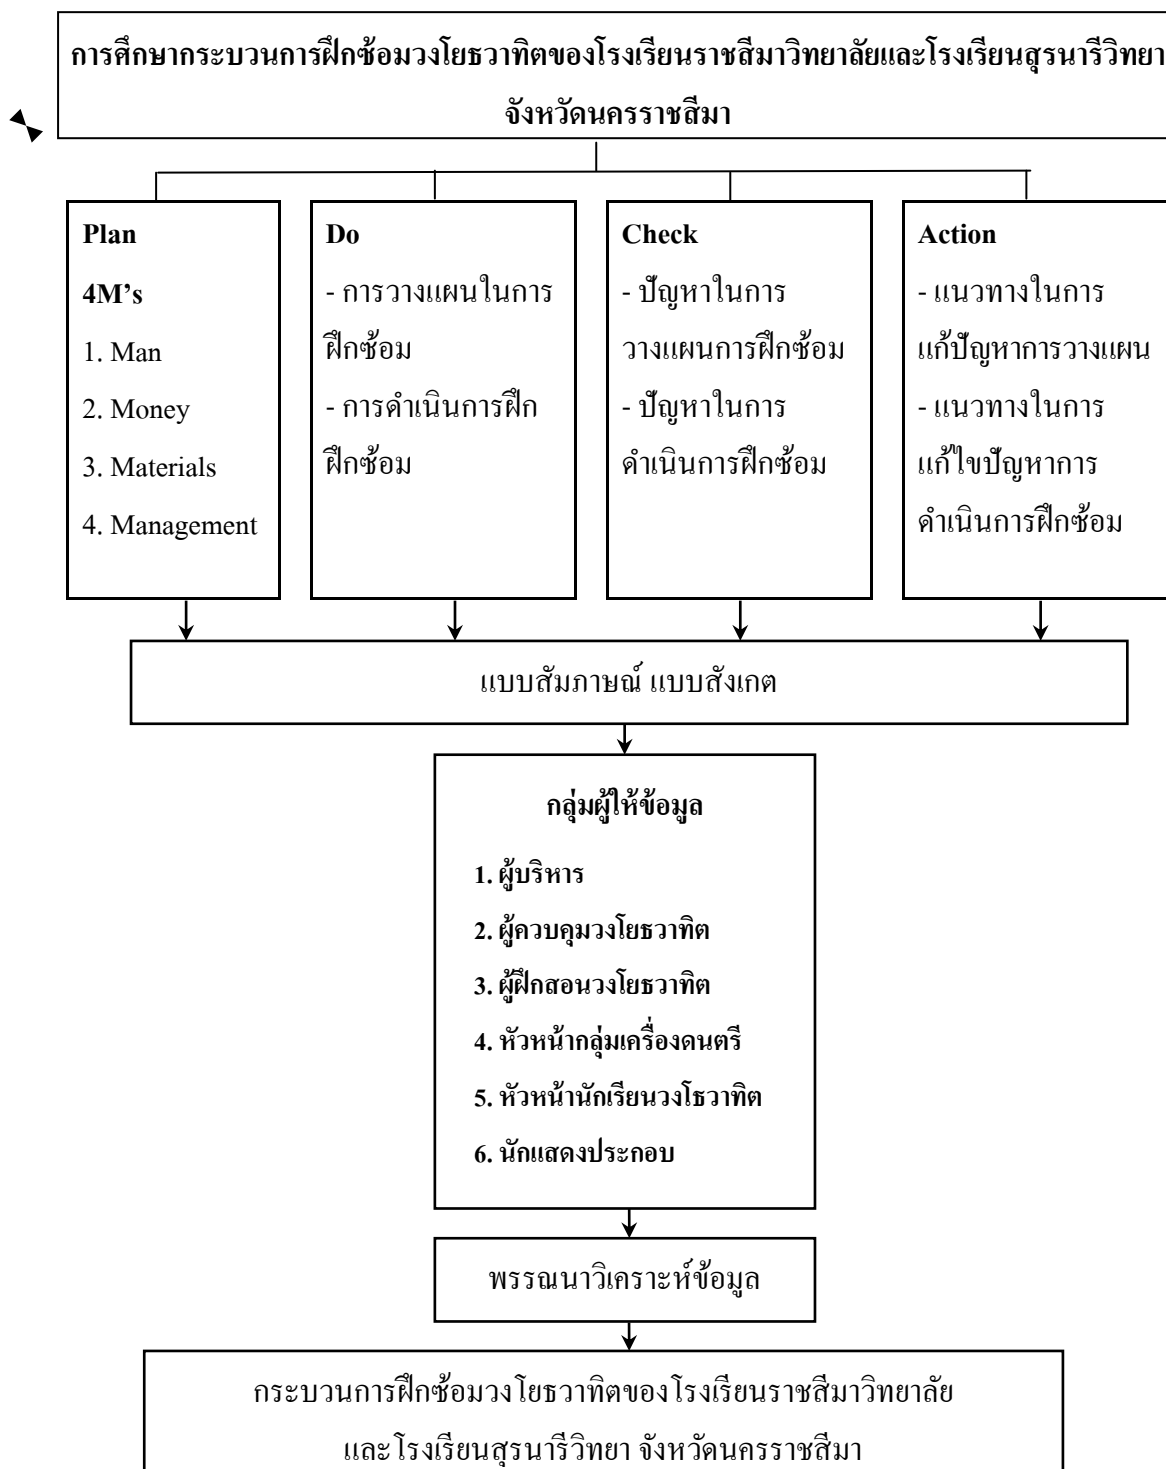 การศึกษากระบวนการฝึกซ้อมวงโยธวาทิตของโรงเรียนราชสีมาวิทยาลัยและโรงเรียนสุรนารีวิทยา
จังหวัดนครราชสีมา
Plan
4M’s
1. Man
2. Money
3. Materials
4. Management
Do
- การวางแผนในการ
ฝึกซ้อม
- การดำเนินการฝึก
ฝึกซ้อม
Check
- ปัญหาในการ
วางแผนการฝึกซ้อม
- ปัญหาในการ
ดำเนินการฝึกซ้อม
Action
- แนวทางในการ
แก้ปัญหาการวางแผน
- แนวทางในการ
แก้ไขปัญหาการ
ดำเนินการฝึกซ้อม
แบบสัมภาษณ์ แบบสังเกต
กลุ่มผู้ให้ข้อมูล
1. ผู้บริหาร
2. ผู้ควบคุมวงโยธวาทิต
3. ผู้ฝึกสอนวงโยธวาทิต
4. หัวหน้ากลุ่มเครื่องดนตรี
5. หัวหน้านักเรียนวงโธวาทิต
6. นักแสดงประกอบ
พรรณนาวิเคราะห์ข้อมูล
กระบวนการฝึกซ้อมวงโยธวาทิตของโรงเรียนราชสีมาวิทยาลัย
และโรงเรียนสุรนารีวิทยา จังหวัดนครราชสีมา